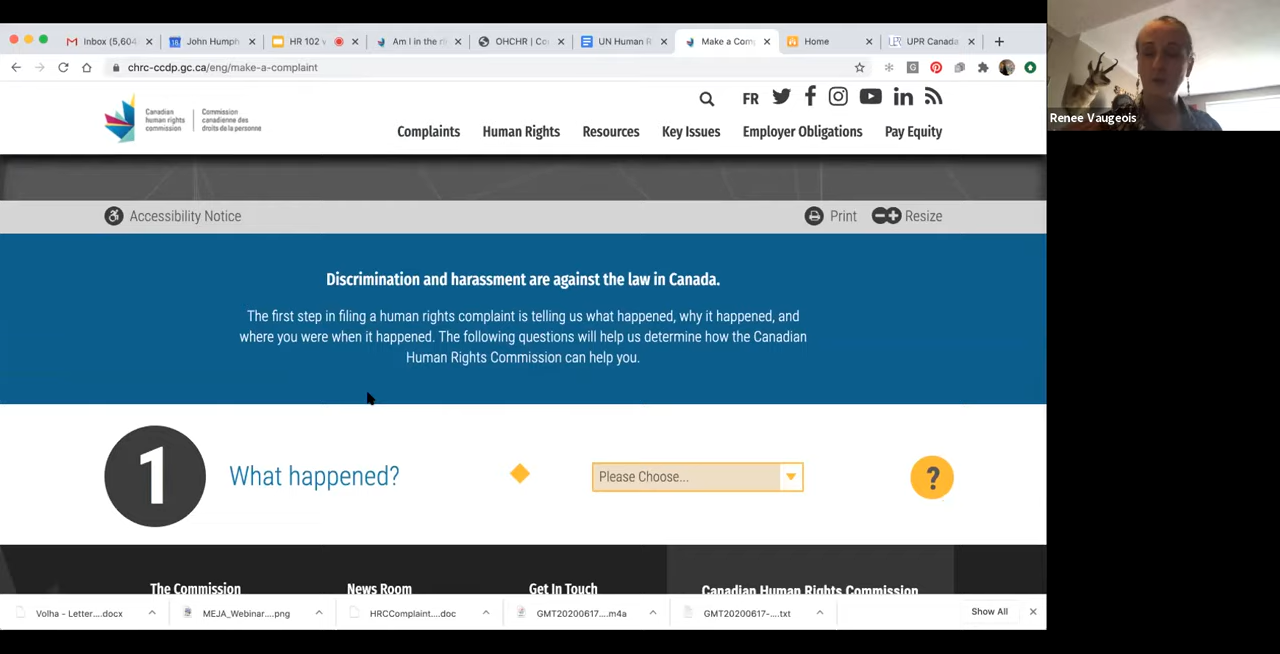 Inbox (5,604
John Humph
HR 102 v
Am I in the ri
OHCHR | Co
UN Human R
Make a Com
Home
UPR Canada
chrc-ccdp.gc.ca/eng/make-a-complaint
Canadian
human rights
commission
Commission
canadienne des
droits de la personne
FR
Complaints
Human Rights
Resources
Key Issues
Employer Obligations
Pay Equity
Renee Vaugeois
Accessibility Notice
Print
Resize
Discrimination and harassment are against the law in Canada.
The first step in filing a human rights complaint is telling us what happened, why it happened, and
where you were when it happened. The following questions will help us determine how the Canadian
Human Rights Commission can help you.
1
What happened?
Please Choose...
?
The Commission
News Room
Get In Touch
Canadian Human Rights Commission
Volha - Letter....docx
MEJA_Webinar....png
HRCComplaint....doc
GMT20200617....m4a
GMT20200617-....txt
Show All